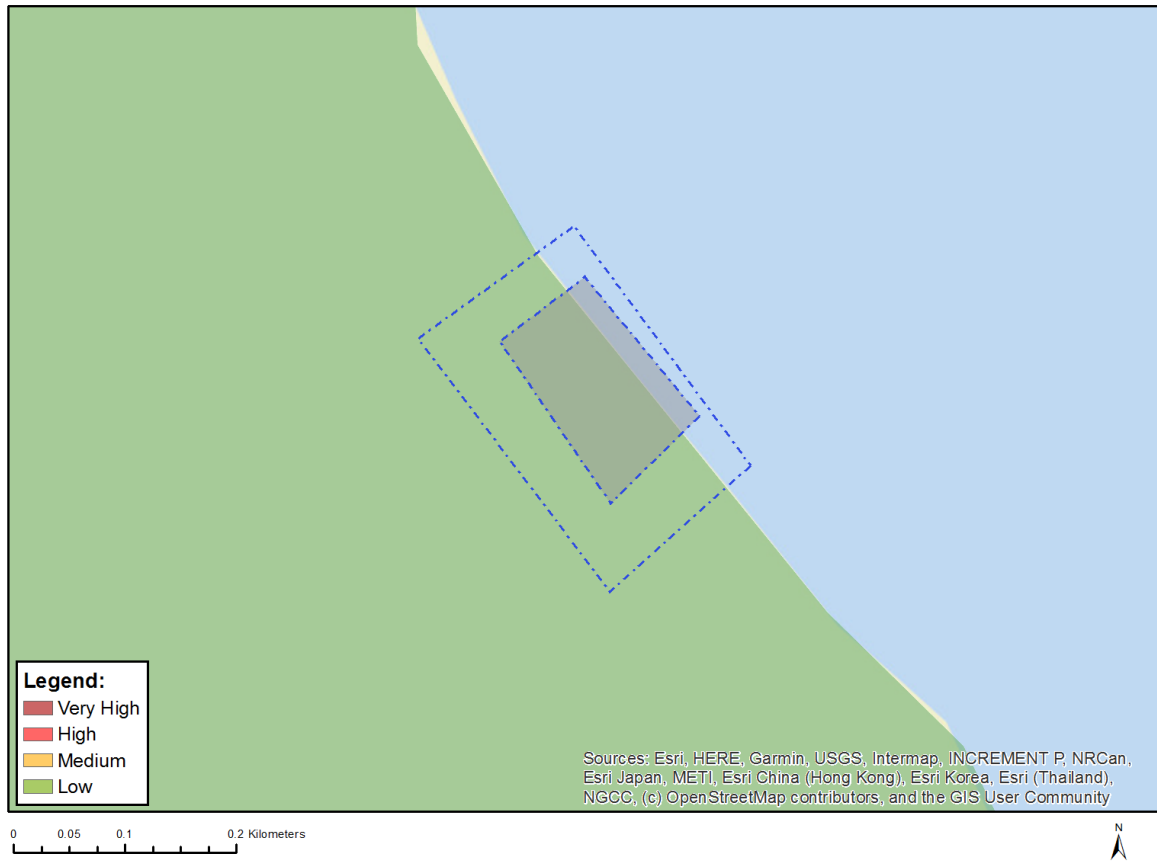 Legend:
Very High
High
Medium
Low
Sources: Esri, HERE, Garmin, USGS, Intermap, INCREMENT P, NRCan,
Esri Japan, METI, Esri China (Hong Kong), Esri Korea, Esri (Thailand),
NGCC, (c) OpenStreetMap contributors, and the GIS User Community
0 0.05 0.1 0.2 Kilometers
N